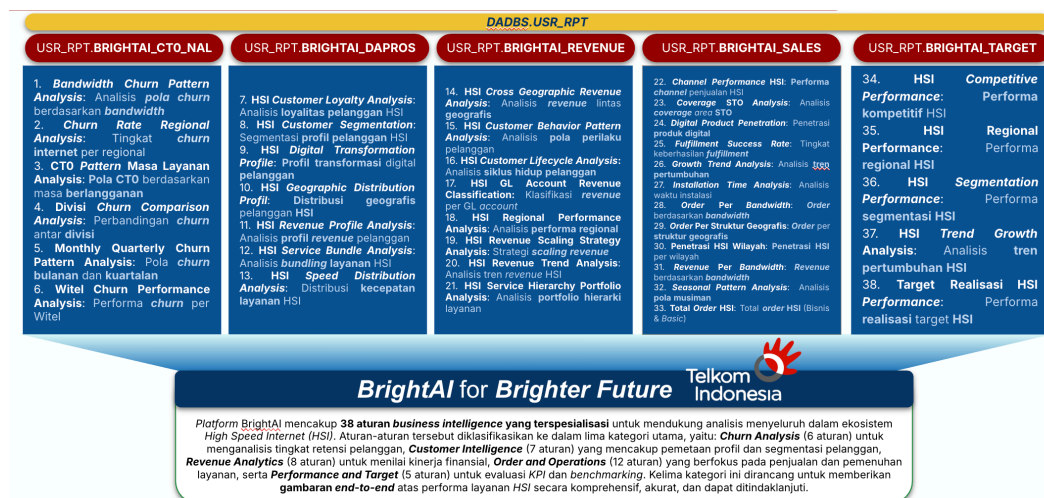 DADBS.USR_RPT
USR_RPT.BRIGHTAI_CT0_NAL
USR_RPT.BRIGHTAI_DAPROS
USR_RPT.BRIGHTAI_REVENUE
USR_RPT.BRIGHTAI_SALES
USR_RPT.BRIGHTAI_TARGET
1. Bandwidth Churn Pattern
Analysis: Analisis pola churn
berdasarkan bandwidth
2. Churn Rate Regional
Analysis: Tingkat churn
internet per regional
3. CTO Pattern Masa Layanan
Analysis: Pola CT0 berdasarkan
masa berlangganan
4. Divisi Churn Comparison
Analysis: Perbandingan churn
antar divisi
5. Monthly Quarterly Churn
Pattern Analysis: Pola churn
bulanan dan kuartalan
6. Witel Churn Performance
Analysis: Performa churn per
Witel
7. HSI Customer Loyalty Analysis:
Analisis loyalitas pelanggan HSI
8. HSI Customer Segmentation:
Segmentasi profil pelanggan HSI
9. HSI Digital Transformation
Profile: Profil transformasi digital
pelanggan
10. HSI Geographic Distribution
Profil: Distribusi geografis
pelanggan HSI
11. HSI Revenue Profile Analysis:
Analisis profil revenue pelanggan
12. HSI Service Bundle Analysis:
Analisis bundling layanan HSI
13. HSI Speed Distribution
Analysis: Distribusi kecepatan
layanan HSI
14. HSI Cross Geographic Revenue
Analysis: Analisis revenue lintas
geografis
15. HSI Customer Behavior Pattern
Analysis: Analisis pola perilaku
pelanggan
16. HSI Customer Lifecycle Analysis:
Analisis siklus hidup pelanggan
17. HSI GL Account Revenue
Classification: Klasifikasi revenue
per GL account
18. HSI Regional Performance
Analysis: Analisis performa regional
19. HSI Revenue Scaling Strategy
Analysis: Strategi scaling revenue
20. HSI Revenue Trend Analysis:
Analisis tren revenue HSI
21. HSI Service Hierarchy Portfolio
Analysis: Analisis portfolio hierarki
layanan
22. Channel Performance HSI: Performa
channel penjualan HSI
23. Coverage STO Analysis: Analisis
coverage area STO
24. Digital Product Penetration: Penetrasi
produk digital
25. Fulfillment Success Rate: Tingkat
keberhasilan fulfillment
26. Growth Trend Analysis: Analisis tren
pertumbuhan
27. Installation Time Analysis: Analisis
waktu instalasi
28. Order Per Bandwidth: Order
berdasarkan bandwidth
29. Order Per Struktur Geografis: Order per
struktur geografis
30. Penetrasi HSI Wilayah: Penetrasi HSI
per wilayah
31. Revenue Per Bandwidth: Revenue
berdasarkan bandwidth
32. Seasonal Pattern Analysis: Analisis
pola musiman
33. Total Order HSI: Total order HSI (Bisnis
& Basic)
34. HSI Competitive
Performance: Performa
kompetitif HSI
35. HSI Regional
Performance: Performa
regional HSI
36. HSI Segmentation
Performance: Performa
segmentasi HSI
37. HSI Trend Growth
Analysis: Analisis tren
pertumbuhan HSI
38. Target Realisasi HSI
Performance: Performa
realisasi target HSI
BrightAI for Brighter Future
Telkom
Indonesia
Platform BrightAI mencakup 38 aturan business intelligence yang terspesialisasi untuk mendukung analisis menyeluruh dalam ekosistem
High Speed Internet (HSI). Aturan-aturan tersebut diklasifikasikan ke dalam lima kategori utama, yaitu: Churn Analysis (6 aturan) untuk
menganalisis tingkat retensi pelanggan, Customer Intelligence (7 aturan) yang mencakup pemetaan profil dan segmentasi pelanggan,
Revenue Analytics (8 aturan) untuk menilai kinerja finansial, Order and Operations (12 aturan) yang berfokus pada penjualan dan pemenuhan
layanan, serta Performance and Target (5 aturan) untuk evaluasi KPI dan benchmarking. Kelima kategori ini dirancang untuk memberikan
gambaran end-to-end atas performa layanan HSI secara komprehensif, akurat, dan dapat ditindaklanjuti.